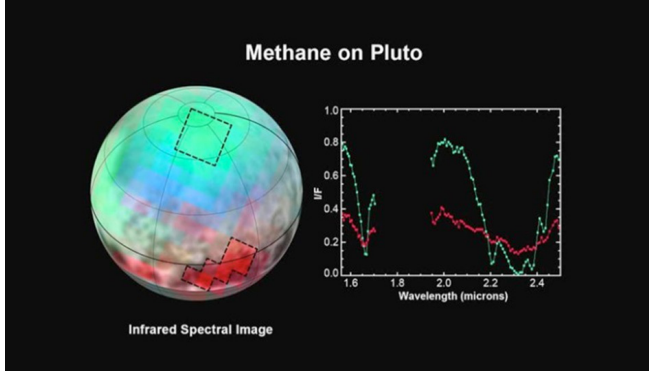 Methane on Pluto
1.0
0.8
0.6
0.4
0.2
0.0
I/F
1.6 1.8 2.0 2.2 2.4
Wavelength (microns)
Infrared Spectral Image